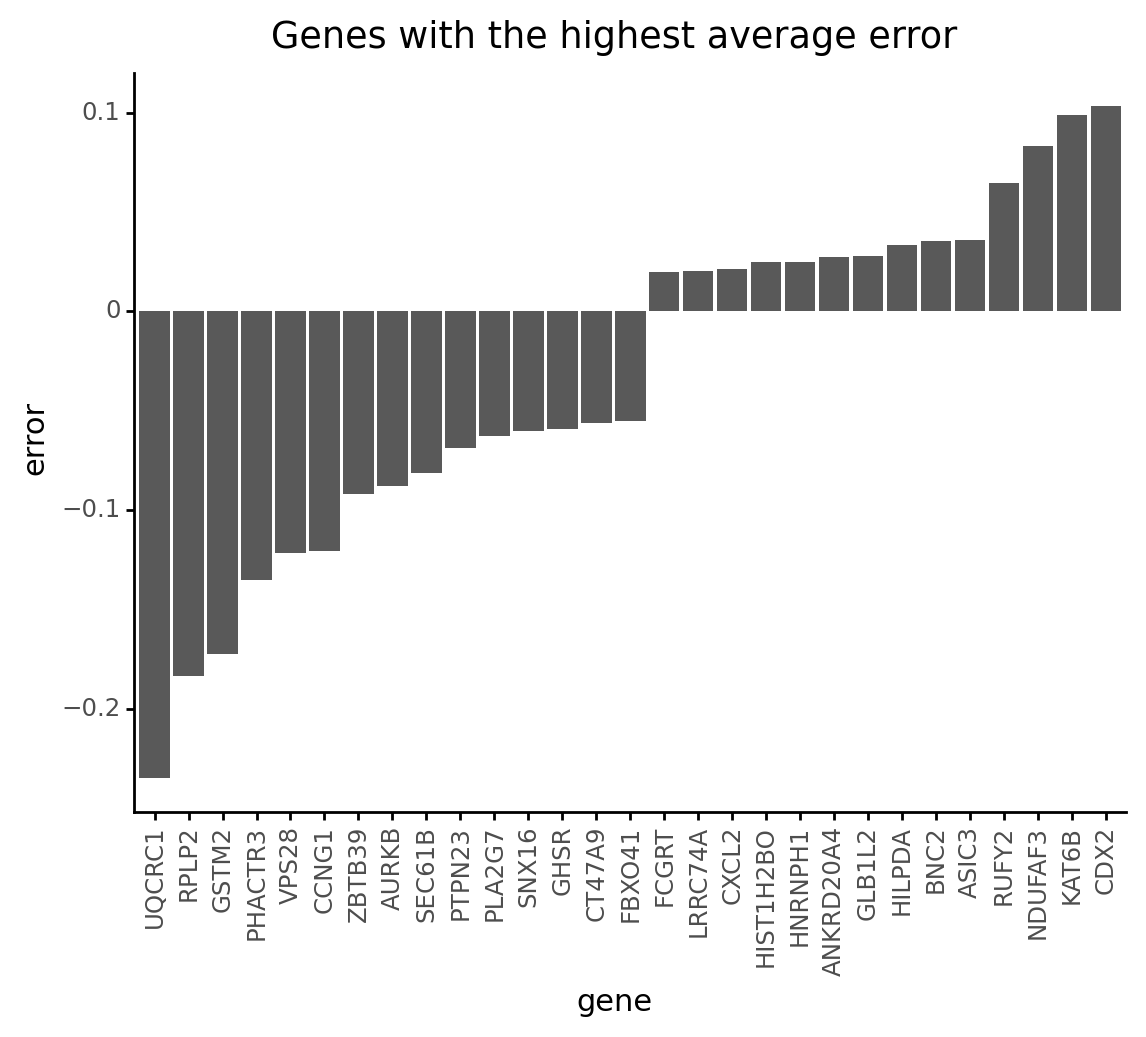 Genes with the highest average error
0.1
0
−0.1
−0.2
error
UQCRC1
RPLP2
GSTM2
PHACTR3
VPS28
CCNG1
ZBTB39
AURKB
SEC61B
PTPN23
PLA2G7
SNX16
GHSR
CT47A9
FBXO41
FCGRT
LRRC74A
CXCL2
HIST1H2BO
HNRNPH1
ANKRD20A4
GLB1L2
HILPDA
BNC2
ASIC3
RUFY2
NDUFAF3
KAT6B
CDX2
gene